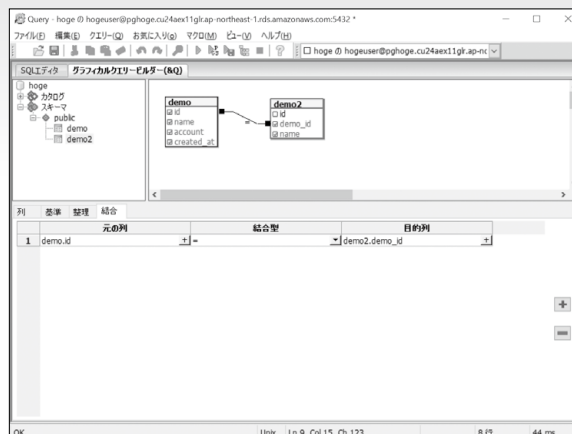 Query - hoge の hogeuser@pghoge.cu24aex11glr.ap-northeast-1.rds.amazonaws.com:5432 *
ファイル(F) 編集(E) クエリー(Q) お気に入り(o) マクロ(M) ビュー(V) ヘルプ(H)
hoge の hogeuser@pghoge.cu24aex11glr.ap-nc
SQLエディタ グラフィカルクエリービルダー(&Q)
hoge
カタログ
スキーマ
public
demo
demo2
demo
id
name
account
created_at
=
demo2
id
demo_id
name
列 基準 整理 結合
元の列 結合型 目的列
1 demo.id = demo2.demo_id
OK Unix Ln 9, Col 15, Ch 133 8 行 44 ms